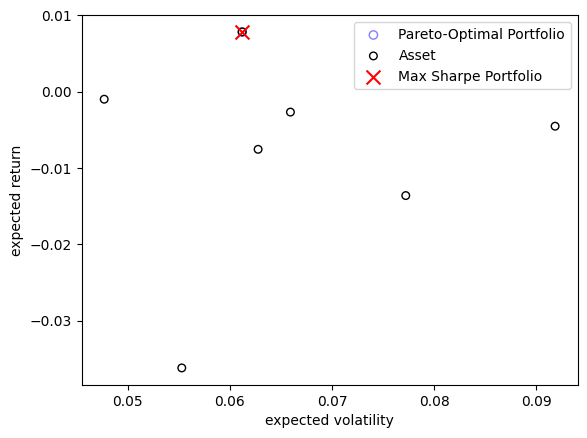 0.01
0.00
−0.01
−0.02
−0.03
expected return
0.05
0.06
0.07
0.08
0.09
expected volatility
Pareto-Optimal Portfolio
Asset
Max Sharpe Portfolio